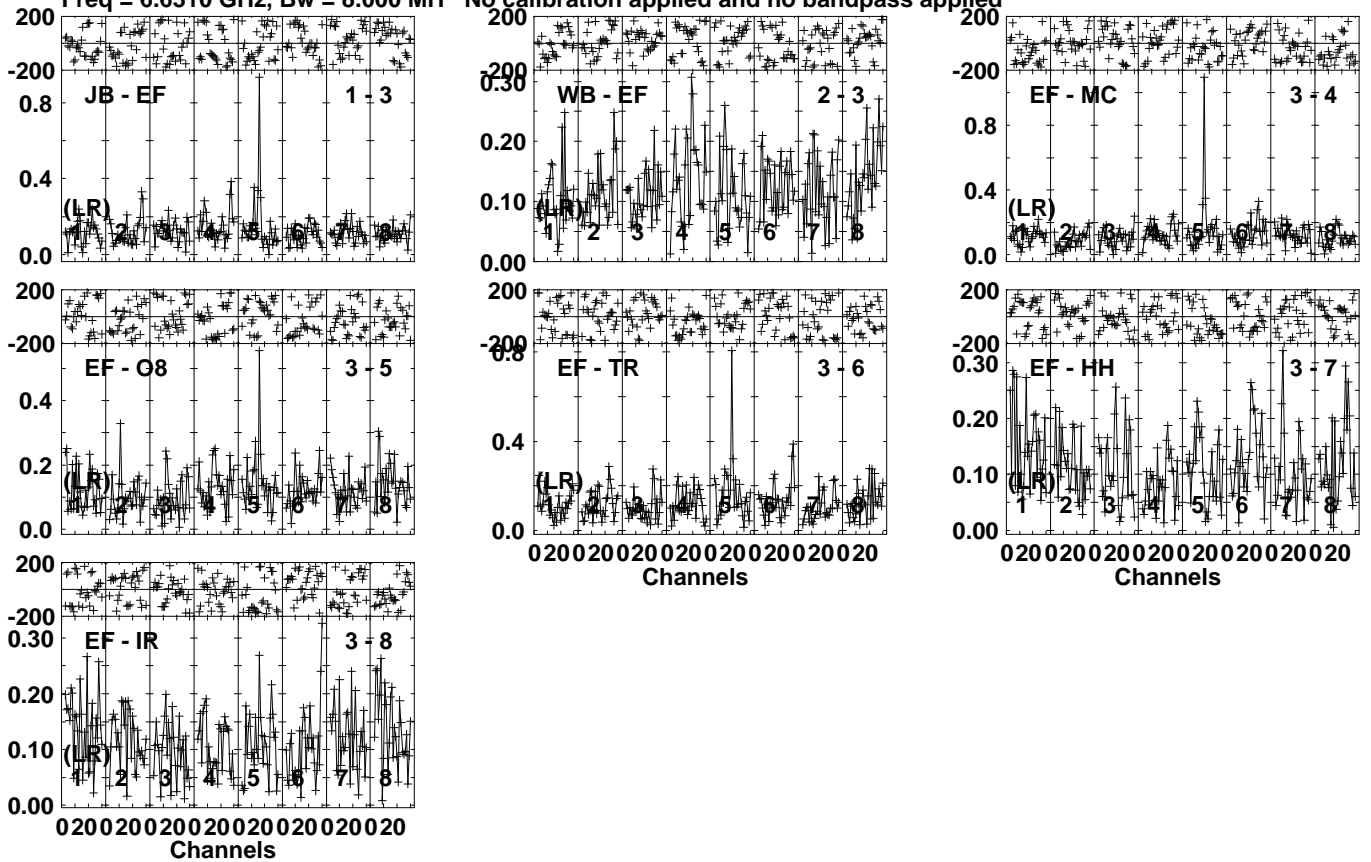 Freq = 6.6510 GHz, Bw = 8.000 MH No calibration applied and no bandpass applied
200
-200
JB - EF 1 - 3
0.8
0.4
(LR)
1 2 3 4 5 6 7 8
0.0
200
-200
0.30
WB - EF 2 - 3
0.20
0.10
(LR)
1 2 3 4 5 6 7 8
0.00
200
-200
EF - MC 3 - 4
0.8
0.4
(LR)
1 2 3 4 5 6 7 8
0.0
200
-200
EF - O8 3 - 5
0.4
0.2
(LR)
1 2 3 4 5 6 7 8
0.0
200
-200
0.8
EF - TR 3 - 6
0.4
(LR)
1 2 3 4 5 6 7 8
0.0
0 20 0 20 0 20 0 20 0 20 0 20 0 20 0 20
Channels
200
-200
0.30
EF - HH 3 - 7
0.20
0.10
(LR)
1 2 3 4 5 6 7 8
0.00
0 20 0 20 0 20 0 20 0 20 0 20 0 20 0 20
Channels
200
-200
0.30
EF - IR 3 - 8
0.20
0.10
(LR)
1 2 3 4 5 6 7 8
0.00
0 20 0 20 0 20 0 20 0 20 0 20 0 20 0 20
Channels